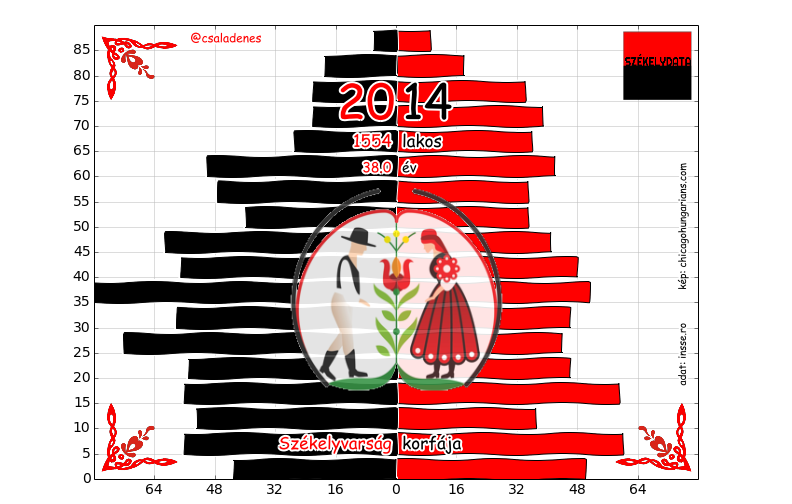 @csaladenes
SZÉKELYDATA
2014
1554 lakos
38.0 év
kép: chicagohungarians.com
adat: insse.ro
Székelyvarság korfája
85
80
75
70
65
60
55
50
45
40
35
30
25
20
15
10
5
0
64 48 32 16 0 16 32 48 64